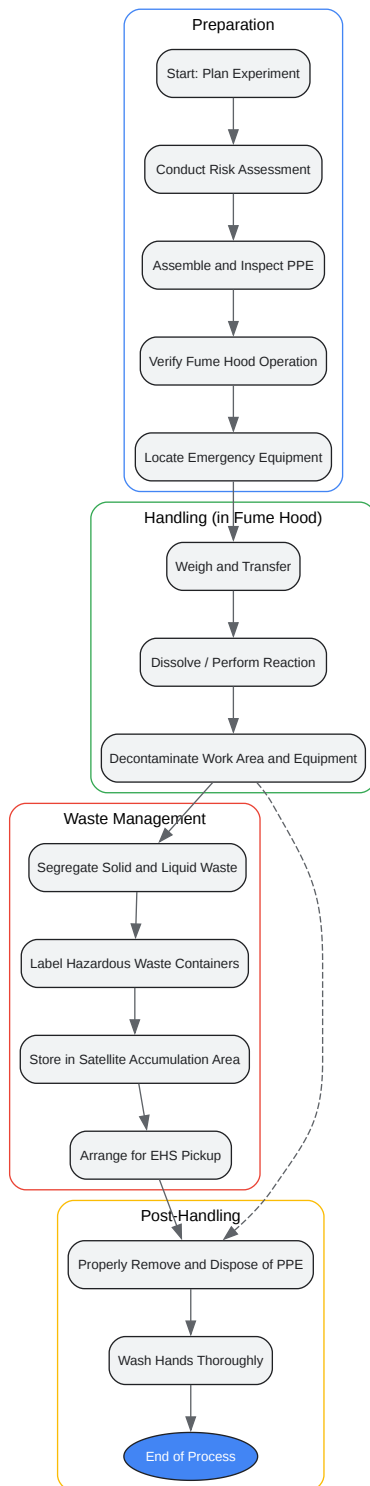 Preparation
Start: Plan Experiment
Conduct Risk Assessment
Assemble and Inspect PPE
Verify Fume Hood Operation
Locate Emergency Equipment
Handling (in Fume Hood)
Weigh and Transfer
Dissolve / Perform Reaction
Decontaminate Work Area and Equipment
Waste Management
Segregate Solid and Liquid Waste
Label Hazardous Waste Containers
Store in Satellite Accumulation Area
Arrange for EHS Pickup
Post-Handling
Properly Remove and Dispose of PPE
Wash Hands Thoroughly
End of Process